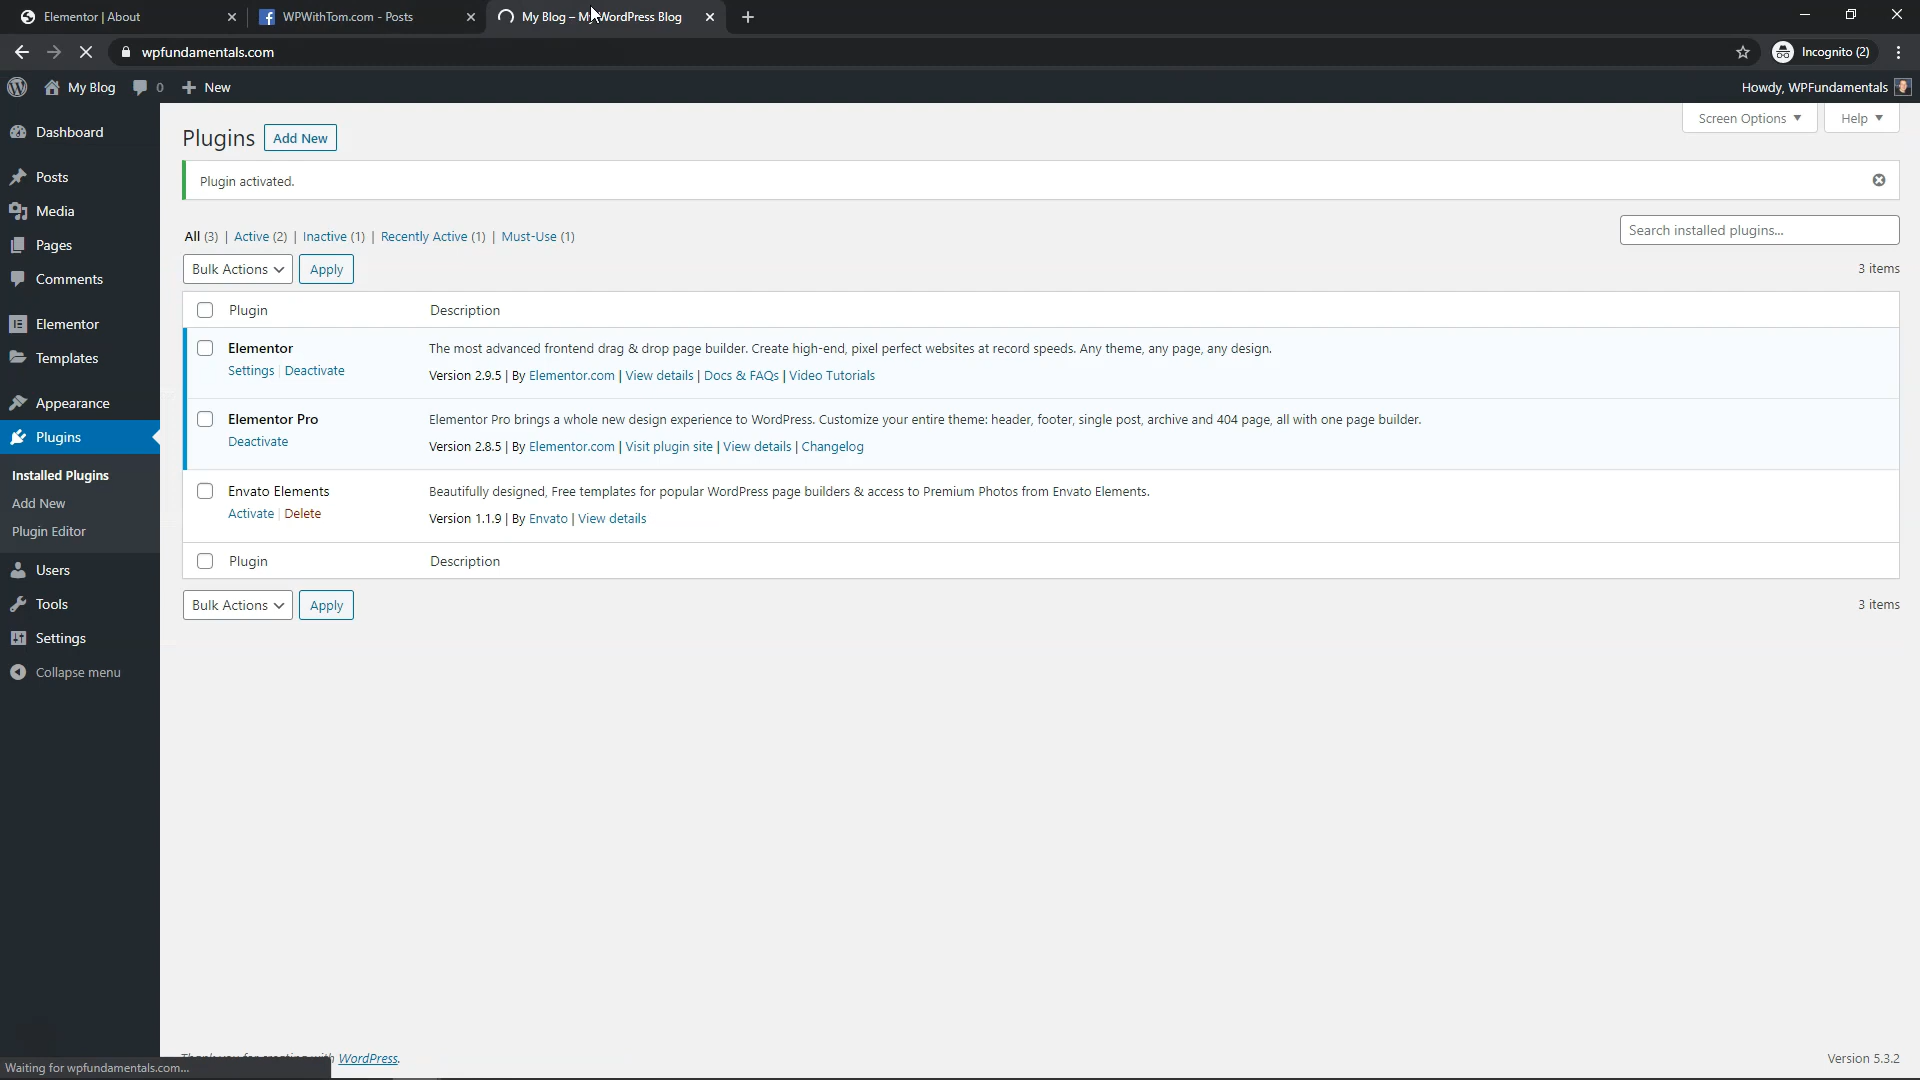 Elementor | About
WPWithTom.com - Posts
My Blog – My WordPress Blog
wpfundamentals.com
Incognito (2)
My Blog
0
New
Howdy, WPFundamentals
Dashboard
Posts
Media
Pages
Comments
Elementor
Templates
Appearance
Plugins
Installed Plugins
Add New
Plugin Editor
Users
Tools
Settings
Collapse menu
Screen Options
Help
Plugins
Add New
Plugin activated.
All (3) | Active (2) | Inactive (1) | Recently Active (1) | Must-Use (1)
Search installed plugins...
Bulk Actions
Apply
3 items
Plugin
Description
Elementor
Settings | Deactivate
The most advanced frontend drag & drop page builder. Create high-end, pixel perfect websites at record speeds. Any theme, any page, any design.
Version 2.9.5 | By Elementor.com | View details | Docs & FAQs | Video Tutorials
Elementor Pro
Deactivate
Elementor Pro brings a whole new design experience to WordPress. Customize your entire theme: header, footer, single post, archive and 404 page, all with one page builder.
Version 2.8.5 | By Elementor.com | Visit plugin site | View details | Changelog
Envato Elements
Activate | Delete
Beautifully designed, Free templates for popular WordPress page builders & access to Premium Photos from Envato Elements.
Version 1.1.9 | By Envato | View details
Plugin
Description
Bulk Actions
Apply
3 items
Thank you for creating with WordPress.
Version 5.3.2
Waiting for wpfundamentals.com...